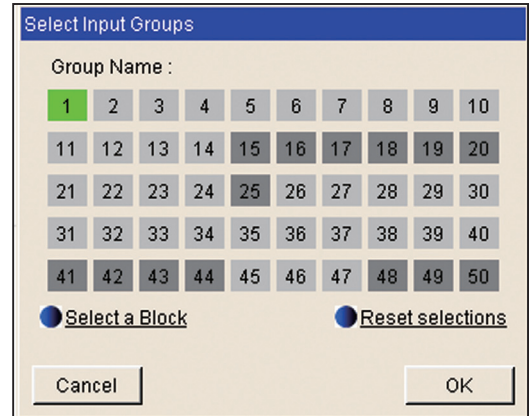 Select Input Groups
Group Name :
1 2 3 4 5 6 7 8 9 10
11 12 13 14 15 16 17 18 19 20
21 22 23 24 25 26 27 28 29 30
31 32 33 34 35 36 37 38 39 40
41 42 43 44 45 46 47 48 49 50
Select a Block Reset selections
Cancel OK